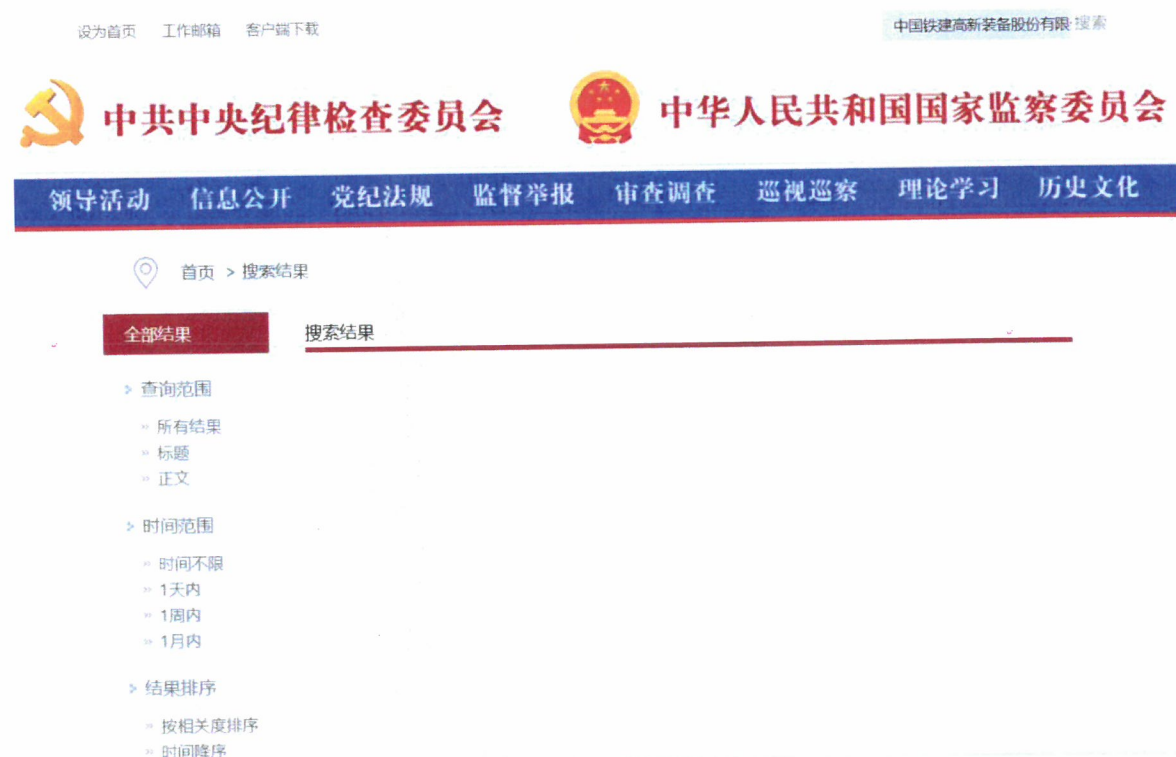 设为首页 工作邮箱 客户端下载 中国铁建高新装备股份有限 搜索
中共中央纪律检查委员会 中华人民共和国国家监察委员会
领导活动 信息公开 党纪法规 监督举报 审查调查 巡视巡察 理论学习 历史文化
首页 > 搜索结果
全部结果 搜索结果
查询范围
» 所有结果
» 标题
» 正文
时间范围
» 时间不限
» 1天内
» 1周内
» 1月内
结果排序
» 按相关度排序
» 时间降序